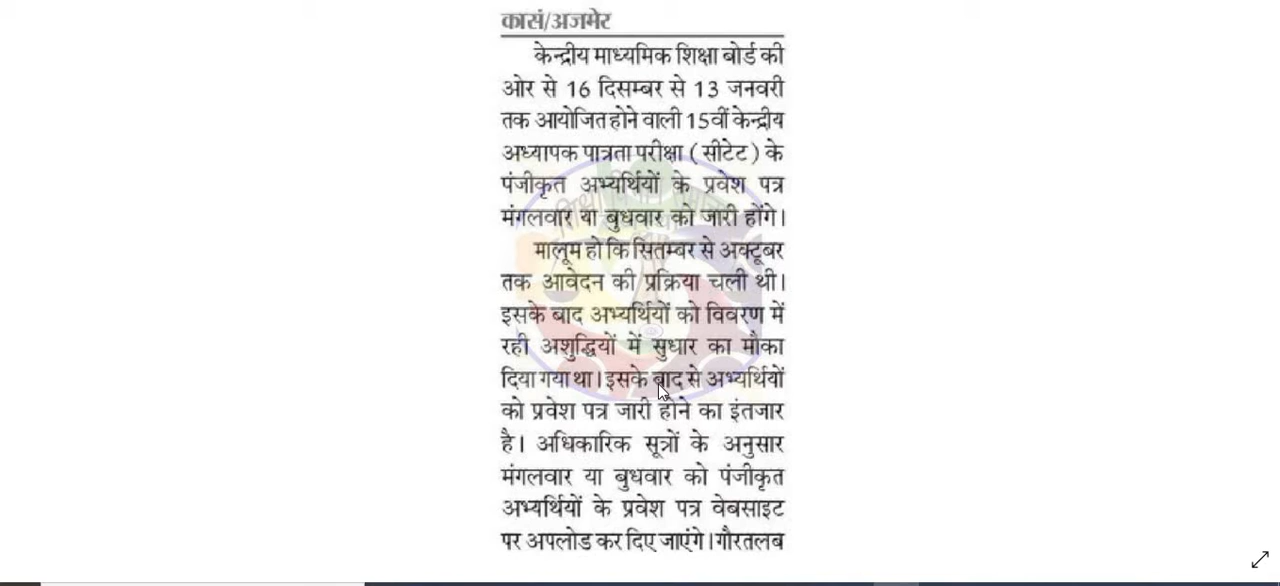 कासं/अजमेर
केन्द्रीय माध्यमिक शिक्षा बोर्ड की
ओर से 16 दिसम्बर से 13 जनवरी
तक आयोजित होने वाली 15वीं केन्द्रीय
अध्यापक पात्रता परीक्षा ( सीटेट ) के
पंजीकृत अभ्यर्थियों के प्रवेश पत्र
मंगलवार या बुधवार को जारी होंगे।
मालूम हो कि सितम्बर से अक्टूबर
तक आवेदन की प्रक्रिया चली थी।
इसके बाद अभ्यर्थियों को विवरण में
रही अशुद्धियों में सुधार का मौका
दिया गया था। इसके बाद से अभ्यर्थियों
को प्रवेश पत्र जारी होने का इंतजार
है। अधिकारिक सूत्रों के अनुसार
मंगलवार या बुधवार को पंजीकृत
अभ्यर्थियों के प्रवेश पत्र वेबसाइट
पर अपलोड कर दिए जाएंगे। गौरतलब